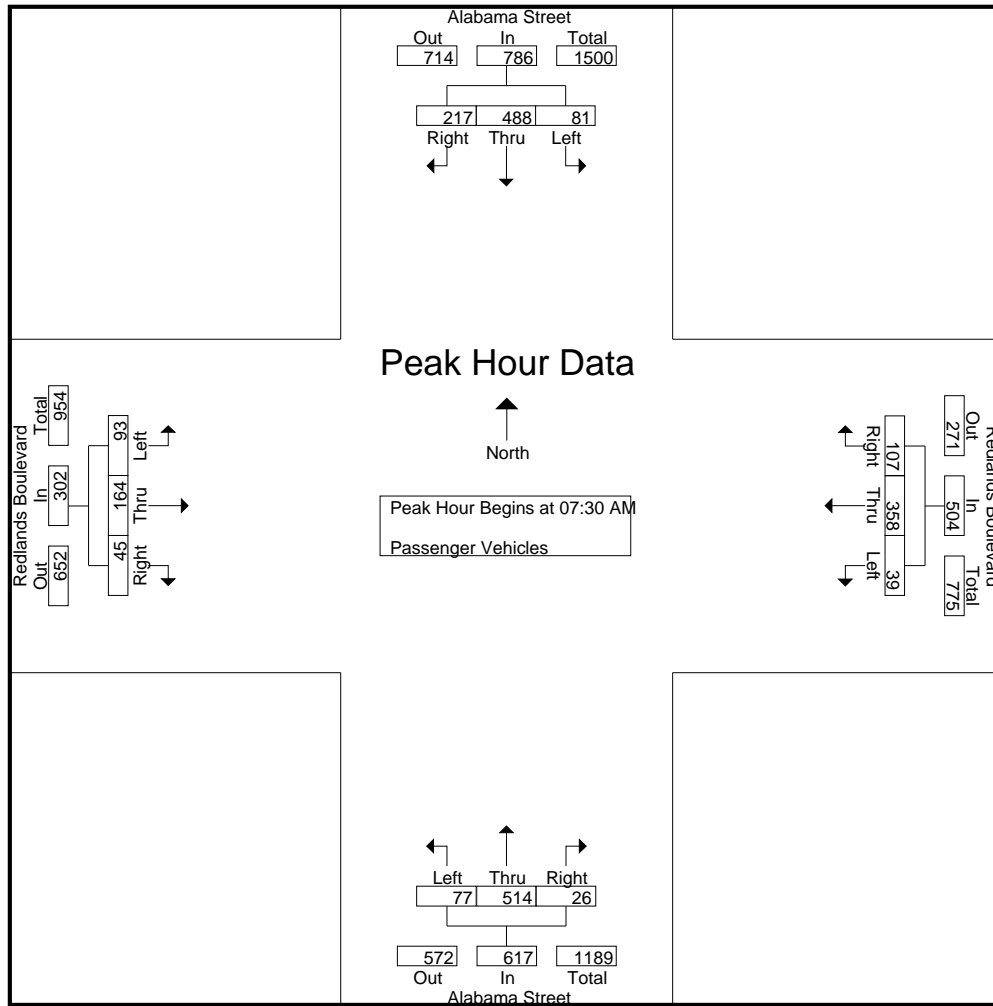 Alabama Street
Out In Total
714 786 1500
217 488 81
Right Thru Left
Peak Hour Data
North
Peak Hour Begins at 07:30 AM
Passenger Vehicles
Redlands Boulevard
Total In Out
954 302 652
93 164 45
Left Thru Right
Redlands Boulevard
Out In Total
271 504 775
107 358 39
Right Thru Left
Left Thru Right
77 514 26
572 617 1189
Out In Total
Alabama Street